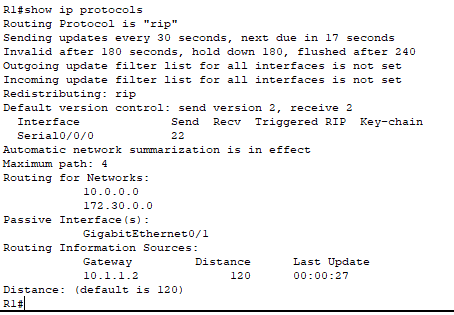 R1#show ip protocols
Routing Protocol is "rip"
Sending updates every 30 seconds, next due in 17 seconds
Invalid after 180 seconds, hold down 180, flushed after 240
Outgoing update filter list for all interfaces is not set
Incoming update filter list for all interfaces is not set
Redistributing: rip
Default version control: send version 2, receive 2
Interface Send Recv Triggered RIP Key-chain
Serial0/0/0 22
Automatic network summarization is in effect
Maximum path: 4
Routing for Networks:
10.0.0.0
172.30.0.0
Passive Interface(s):
GigabitEthernet0/1
Routing Information Sources:
Gateway Distance Last Update
10.1.1.2 120 00:00:27
Distance: (default is 120)
R1#